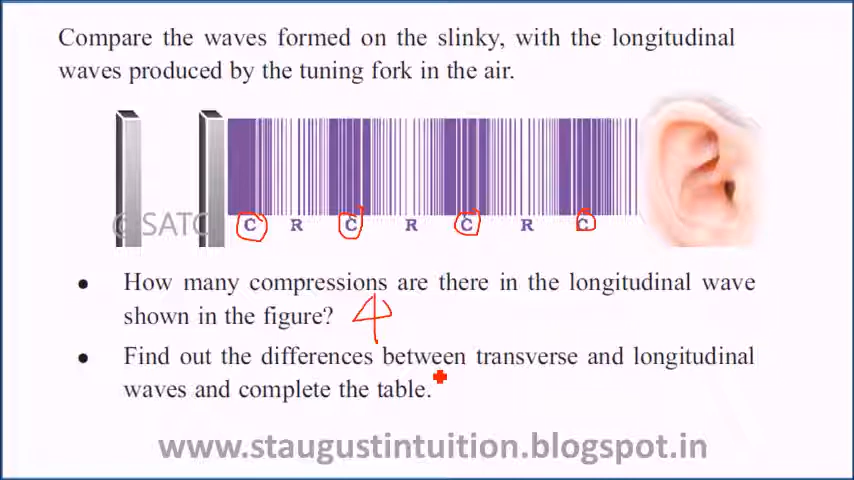 Compare the waves formed on the slinky, with the longitudinal
waves produced by the tuning fork in the air.
© SATC
C R C R C R C
• How many compressions are there in the longitudinal wave
shown in the figure? 4
• Find out the differences between transverse and longitudinal
waves and complete the table.
www.staugustintuition.blogspot.in